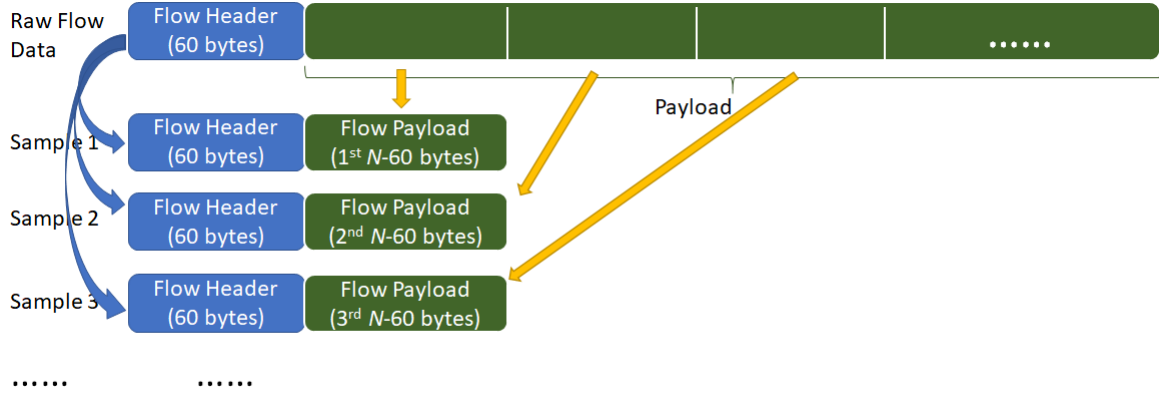 Raw Flow
Data
Flow Header
(60 bytes)
......
Payload
Sample 1
Flow Header
(60 bytes)
Flow Payload
(1st N-60 bytes)
Sample 2
Flow Header
(60 bytes)
Flow Payload
(2nd N-60 bytes)
Sample 3
Flow Header
(60 bytes)
Flow Payload
(3rd N-60 bytes)
...... ......